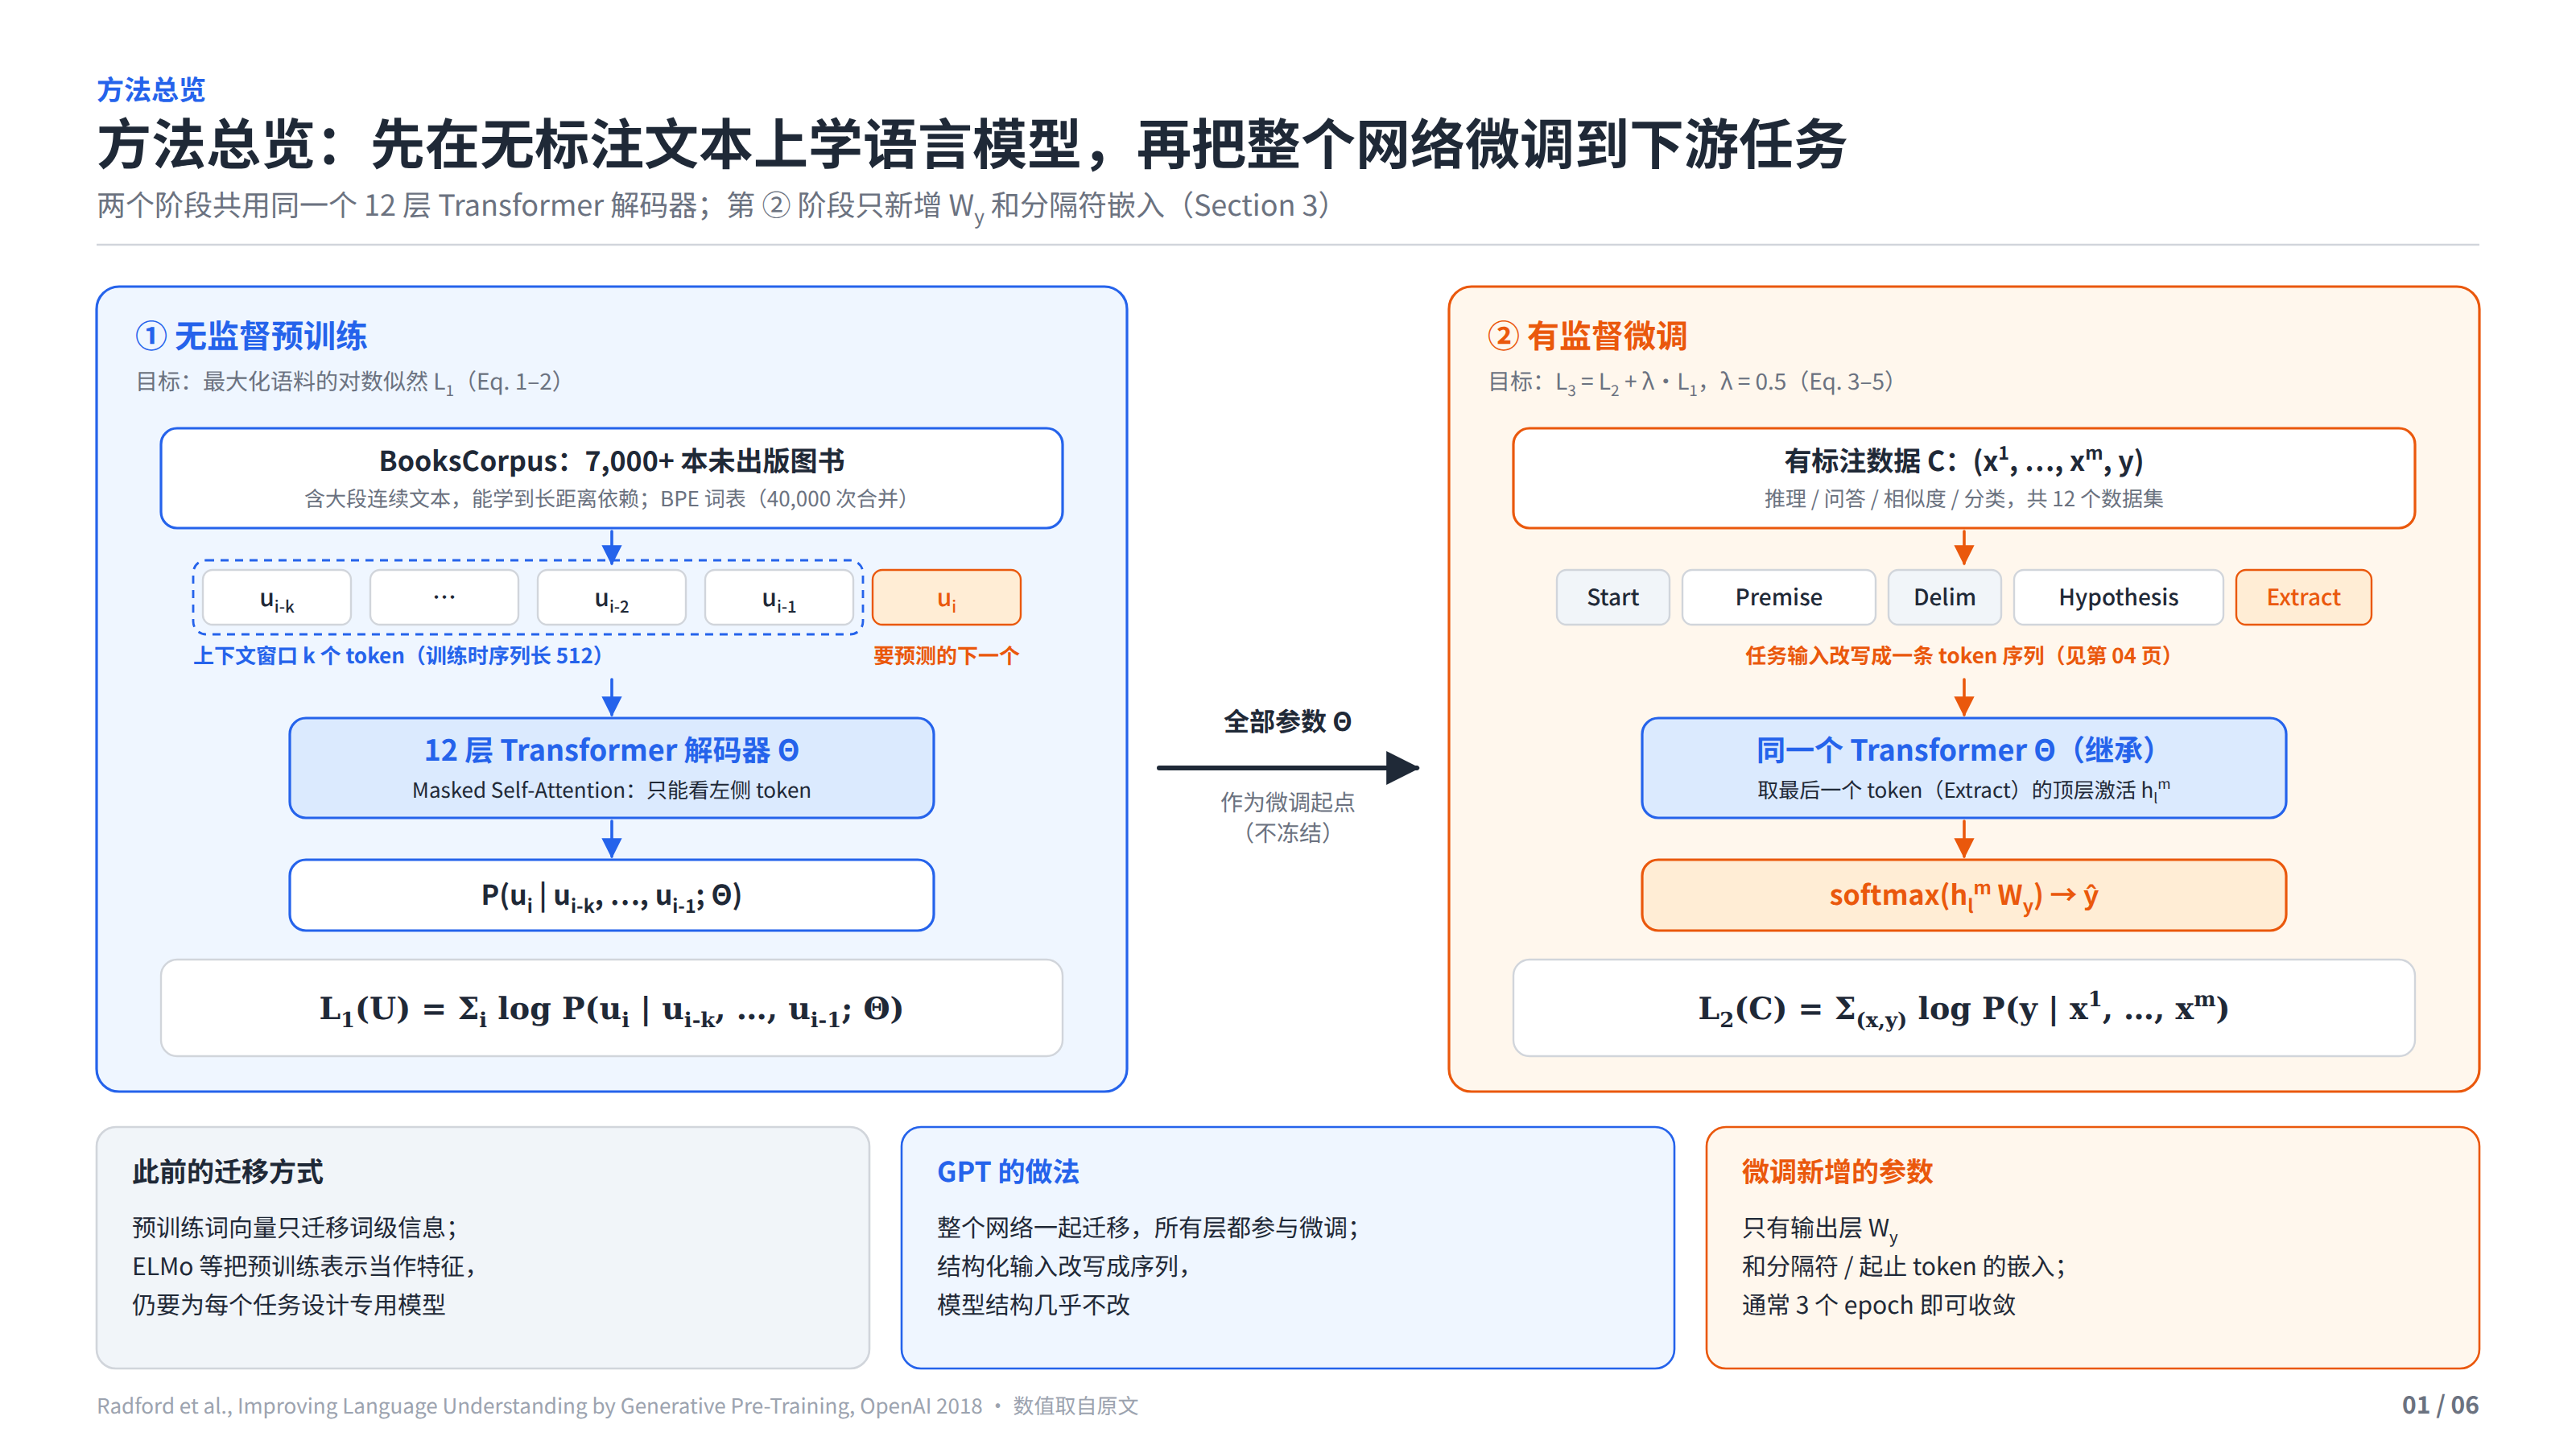 方法总览
方法总览：先在无标注文本上学语言模型，再把整个网络微调到下游任务
两个阶段共用同一个 12 层 Transformer 解码器；第 ② 阶段只新增 Wy 和分隔符嵌入（Section 3）
① 无监督预训练
目标：最大化语料的对数似然 L1（Eq. 1–2）
BooksCorpus：7,000+ 本未出版图书
含大段连续文本，能学到长距离依赖；BPE 词表（40,000 次合并）
ui-k
…
ui-2
ui-1
ui
上下文窗口 k 个 token（训练时序列长 512）
要预测的下一个
12 层 Transformer 解码器 Θ
Masked Self-Attention：只能看左侧 token
P(ui | ui-k, …, ui-1; Θ)
L1(U) = Σi log P(ui | ui-k, …, ui-1; Θ)
全部参数 Θ
作为微调起点
（不冻结）
② 有监督微调
目标：L3 = L2 + λ · L1，λ = 0.5（Eq. 3–5）
有标注数据 C：(x1, …, xm, y)
推理 / 问答 / 相似度 / 分类，共 12 个数据集
Start
Premise
Delim
Hypothesis
Extract
任务输入改写成一条 token 序列（见第 04 页）
同一个 Transformer Θ（继承）
取最后一个 token（Extract）的顶层激活 hlm
softmax(hlm Wy) → ŷ
L2(C) = Σ(x,y) log P(y | x1, …, xm)
此前的迁移方式
预训练词向量只迁移词级信息；
ELMo 等把预训练表示当作特征，
仍要为每个任务设计专用模型
GPT 的做法
整个网络一起迁移，所有层都参与微调；
结构化输入改写成序列，
模型结构几乎不改
微调新增的参数
只有输出层 Wy
和分隔符 / 起止 token 的嵌入；
通常 3 个 epoch 即可收敛
Radford et al., Improving Language Understanding by Generative Pre-Training, OpenAI 2018 · 数值取自原文
01 / 06